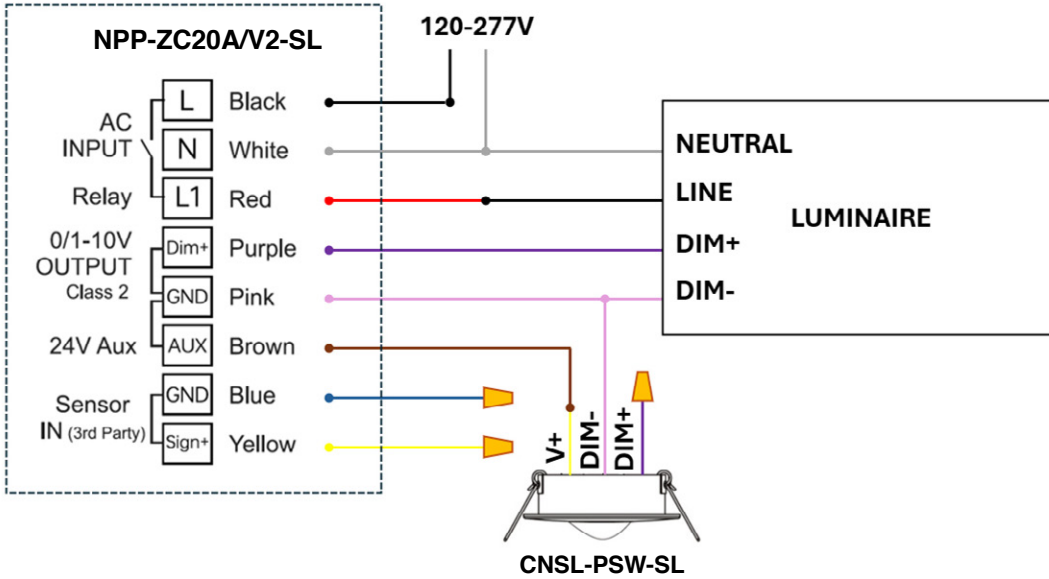 NPP-ZC20A/V2-SL
120-277V
L Black
AC
INPUT
N White
Relay L1 Red
0/1-10V
OUTPUT
Class 2
Dim+ Purple
GND Pink
24V Aux AUX Brown
GND Blue
Sensor
IN (3rd Party)
Sign+ Yellow
NEUTRAL
LINE
LUMINAIRE
DIM+
DIM-
V+
DIM-
DIM+
CNSL-PSW-SL